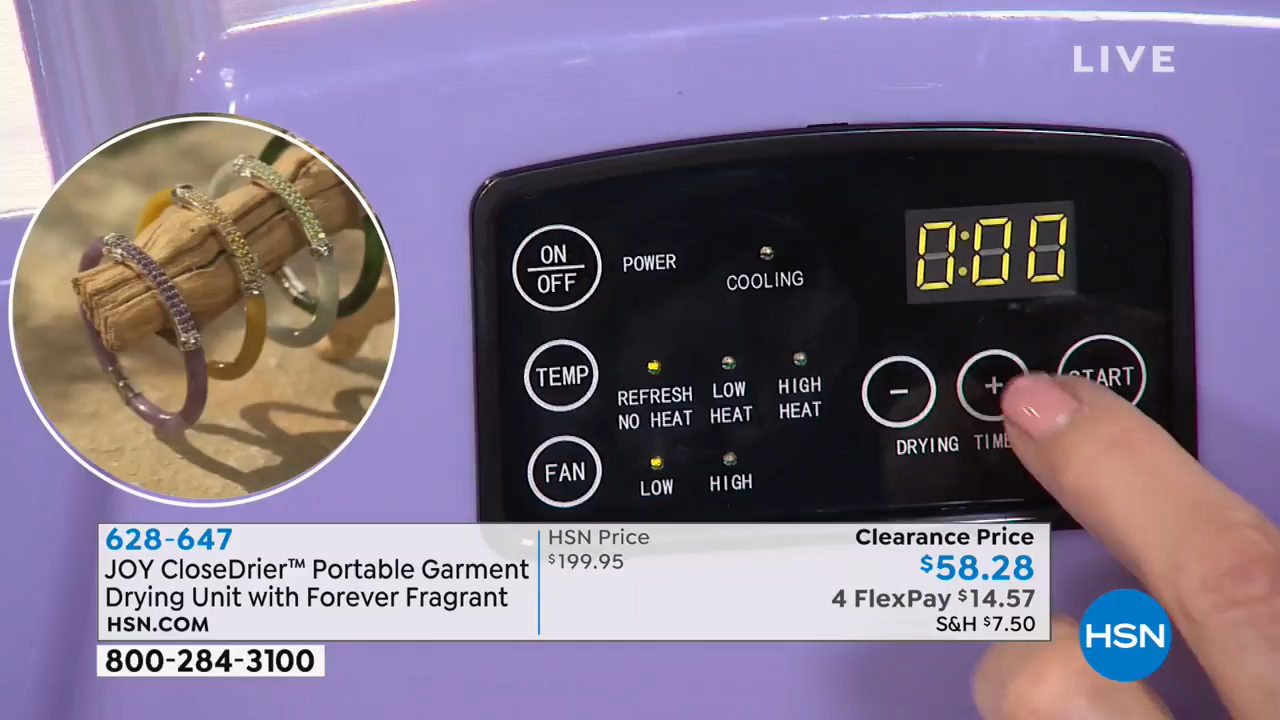 LIVE
ON
OFF
POWER
COOLING
0:00
TEMP
REFRESH
NO HEAT
LOW
HEAT
HIGH
HEAT
-
+
START
DRYING TIME
FAN
LOW
HIGH
628-647
JOY CloseDrier™ Portable Garment
Drying Unit with Forever Fragrant
HSN.COM
HSN Price
$199.95
Clearance Price
$58.28
4 FlexPay $14.57
S&H $7.50
800-284-3100
HSN